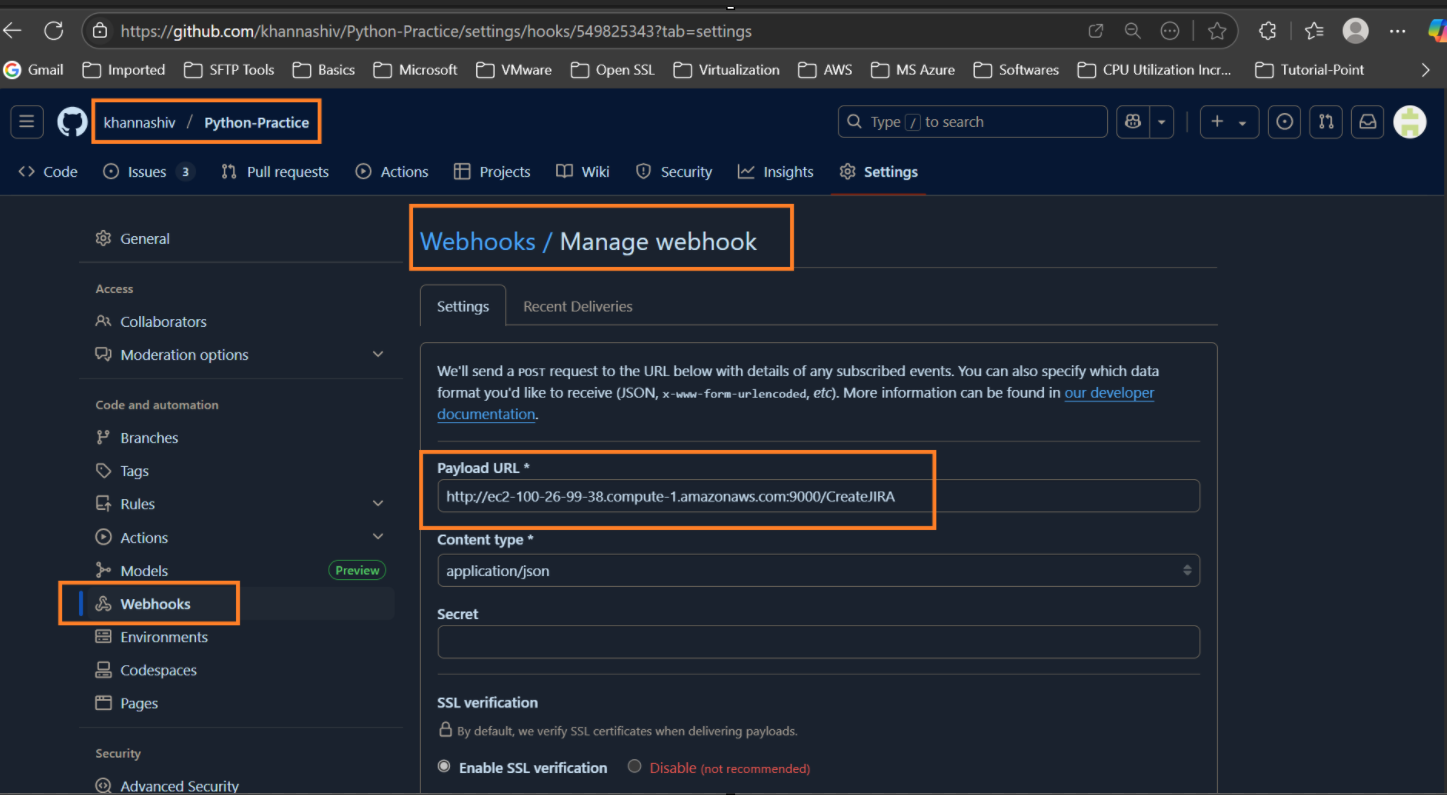 https://github.com/khannashiv/Python-Practice/settings/hooks/549825343?tab=settings
Gmail Imported SFTP Tools Basics Microsoft VMware Open SSL Virtualization AWS MS Azure Softwares CPU Utilization Incr... Tutorial-Point
khannashiv / Python-Practice Type / to search
Code Issues 3 Pull requests Actions Projects Wiki Security Insights Settings
General
Access
Collaborators
Moderation options
Code and automation
Branches
Tags
Rules
Actions
Models Preview
Webhooks
Environments
Codespaces
Pages
Security
Advanced Security
Webhooks / Manage webhook
Settings Recent Deliveries
We'll send a POST request to the URL below with details of any subscribed events. You can also specify which data
format you'd like to receive (JSON, x-www-form-urlencoded, etc). More information can be found in our developer
documentation.
Payload URL *
http://ec2-100-26-99-38.compute-1.amazonaws.com:9000/CreateJIRA
Content type *
application/json
Secret
SSL verification
By default, we verify SSL certificates when delivering payloads.
Enable SSL verification Disable (not recommended)